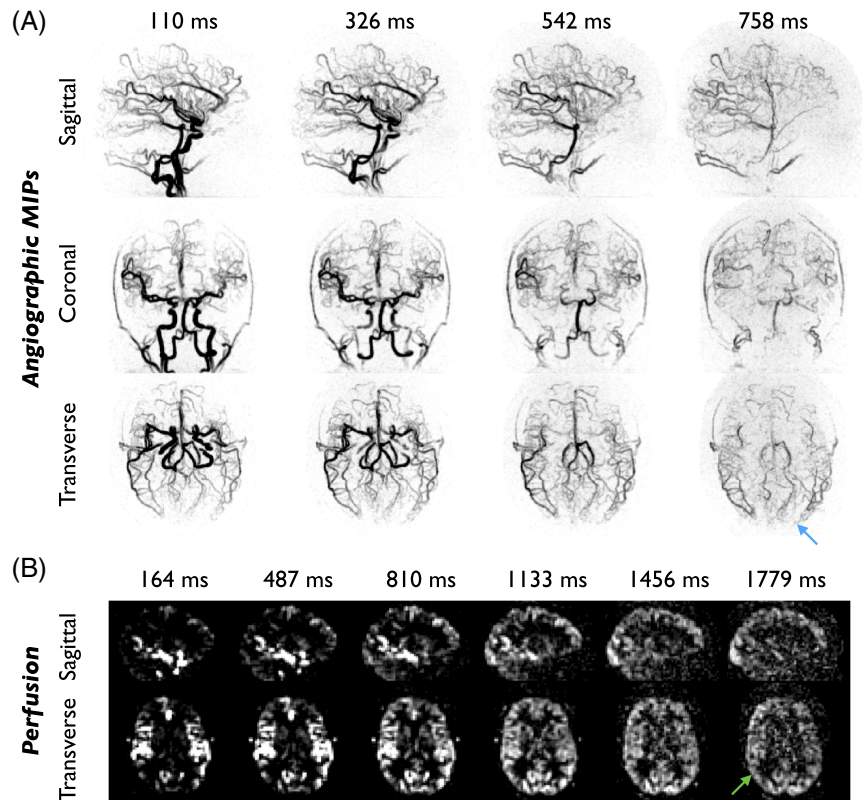 (A)
110 ms 326 ms 542 ms 758 ms
Angiographic MIPs
Sagittal
Coronal
Transverse
(B)
164 ms 487 ms 810 ms 1133 ms 1456 ms 1779 ms
Perfusion
Sagittal
Transverse